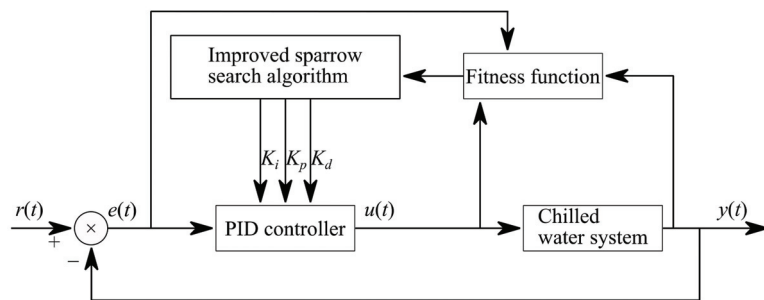 Improved sparrow
search algorithm
Fitness function
K_i K_p K_d
r(t)
+
×
−
e(t)
PID controller
u(t)
Chilled
water system
y(t)